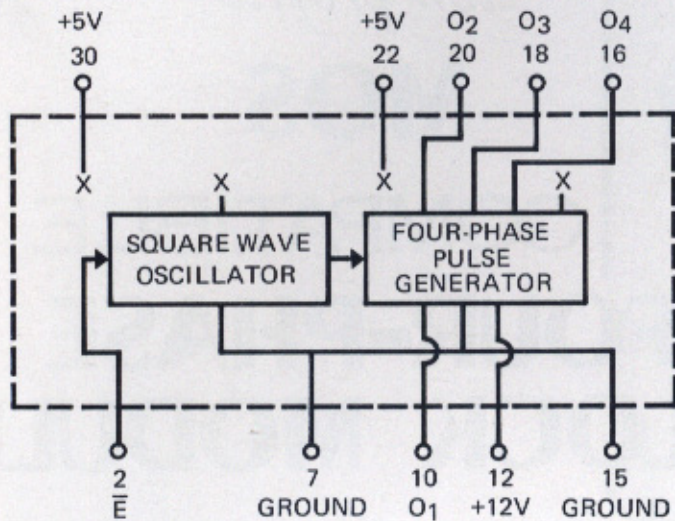 +5V +5V O2 O3 O4
30 22 20 18 16
X X
X X
SQUARE WAVE
OSCILLATOR
FOUR-PHASE
PULSE
GENERATOR
2 7 10 12 15
E̅ GROUND O1 +12V GROUND